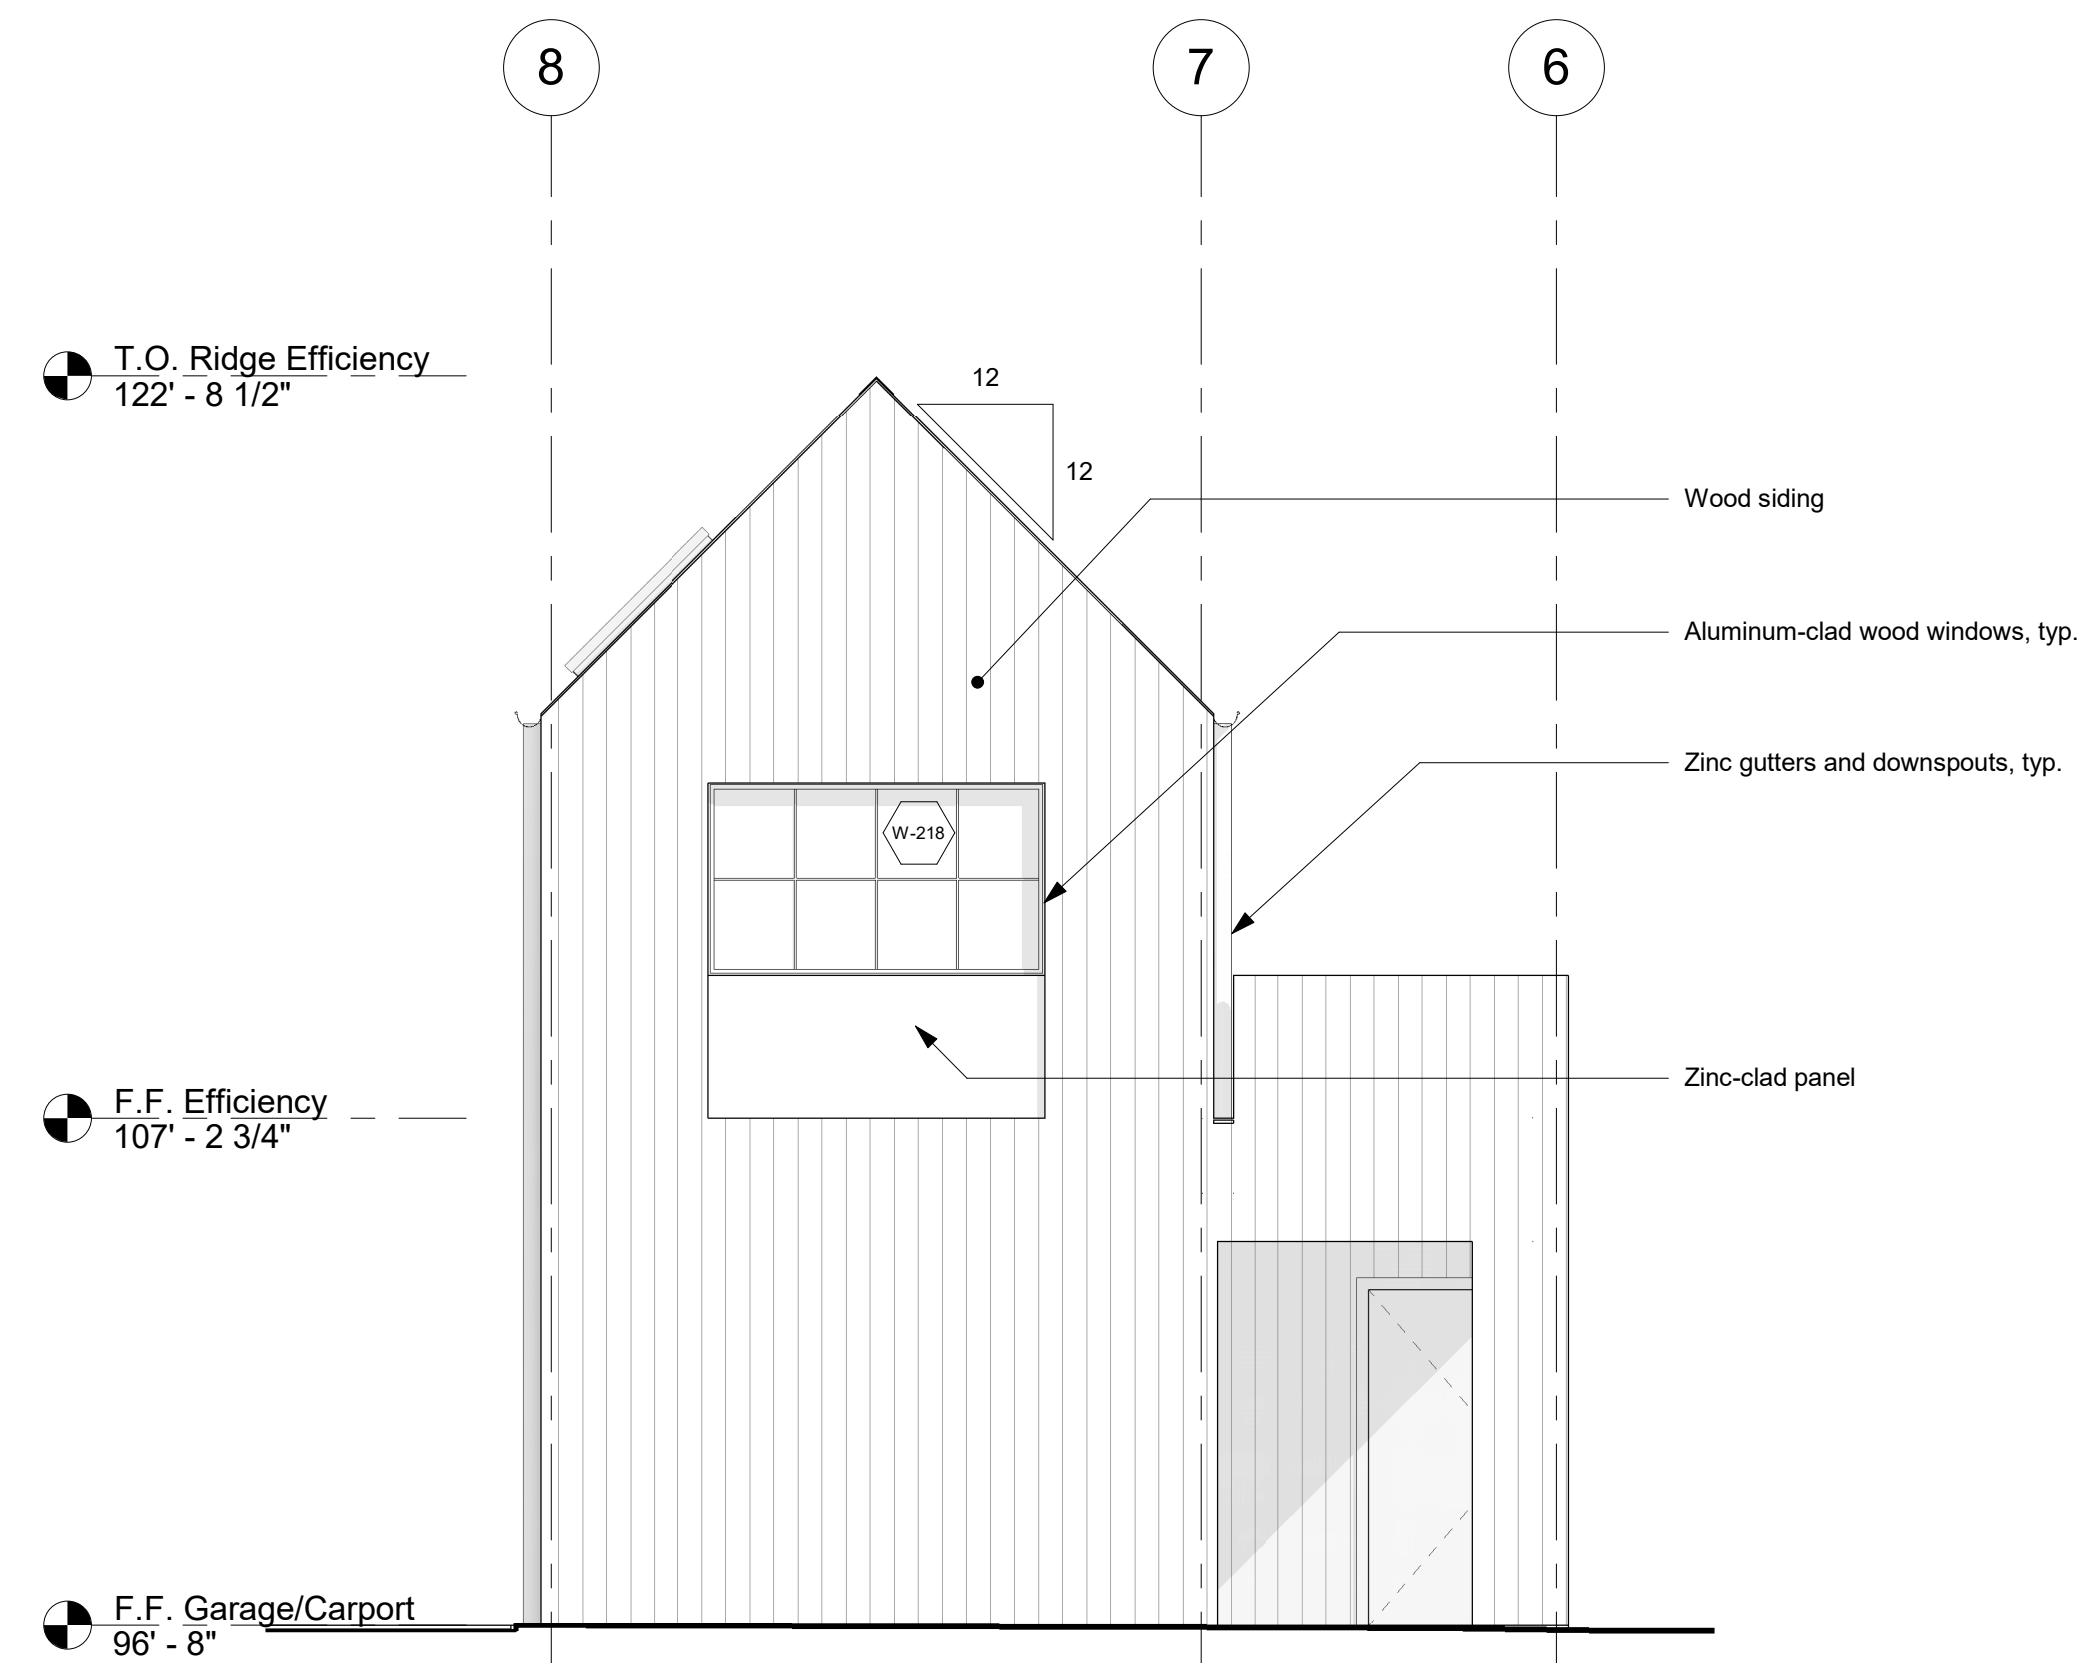 8
7
6
T.O. Ridge Efficiency
122' - 8 1/2"
12
12
Wood siding
Aluminum-clad wood windows, typ.
Zinc gutters and downspouts, typ.
W-218
Zinc-clad panel
F.F. Efficiency
107' - 2 3/4"
F.F. Garage/Carport
96' - 8"